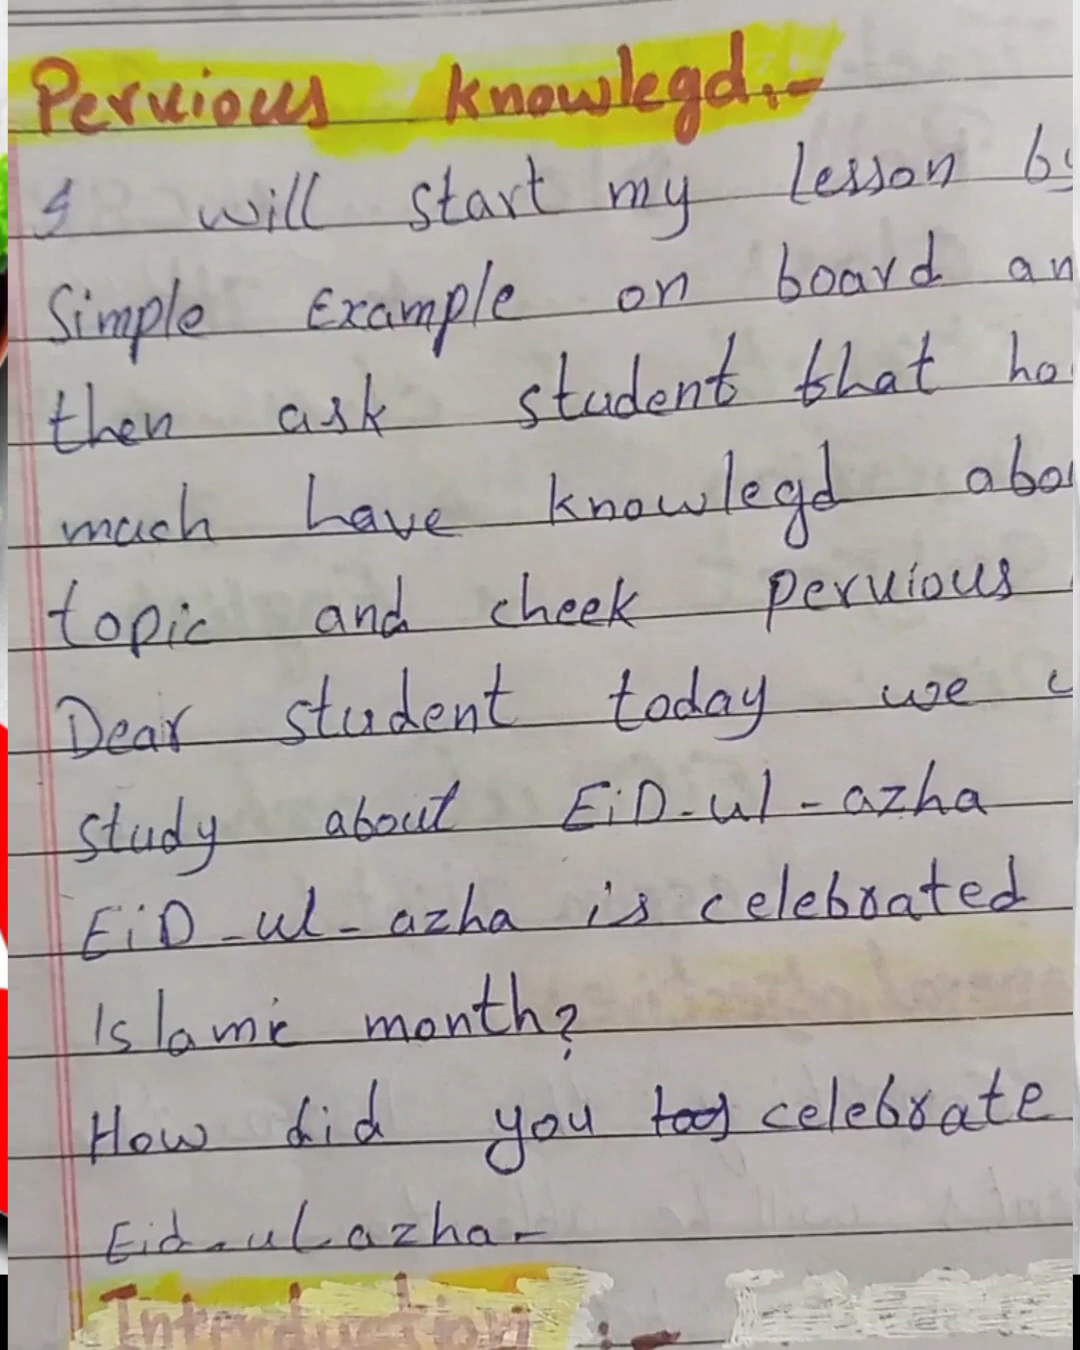 Pervious knowlegd:-
I will start my lesson by
Simple Example on board an
then ask student that ho
much have knowlegd abo
topic and cheek pervious
Dear student today we
study about EiD-ul-azha
EiD-ul-azha is celebrated
Islamic month?
How did you celebrate
Eid-ul azha-
Interduction :-